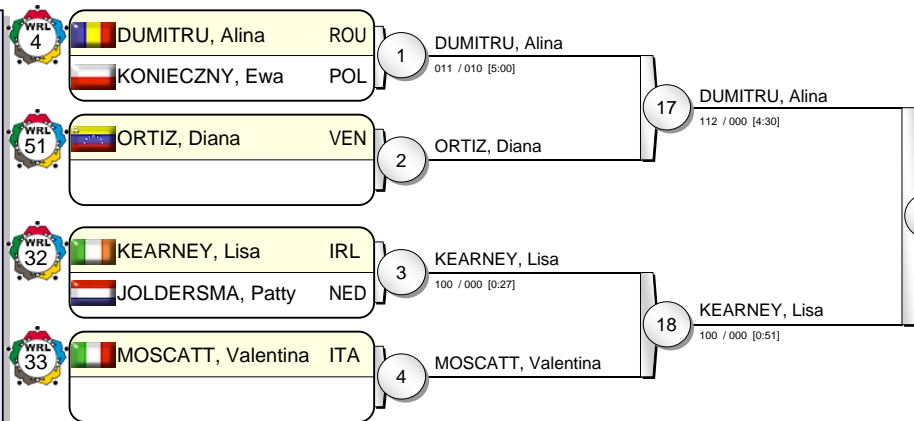 WRL
4
DUMITRU, Alina ROU
KONIECZNY, Ewa POL
1
DUMITRU, Alina
011 / 010 [5:00]
17
DUMITRU, Alina
112 / 000 [4:30]
WRL
51
ORTIZ, Diana VEN
2
ORTIZ, Diana
WRL
32
KEARNEY, Lisa IRL
JOLDERSMA, Patty NED
3
KEARNEY, Lisa
100 / 000 [0:27]
18
KEARNEY, Lisa
100 / 000 [0:51]
WRL
33
MOSCATT, Valentina ITA
4
MOSCATT, Valentina